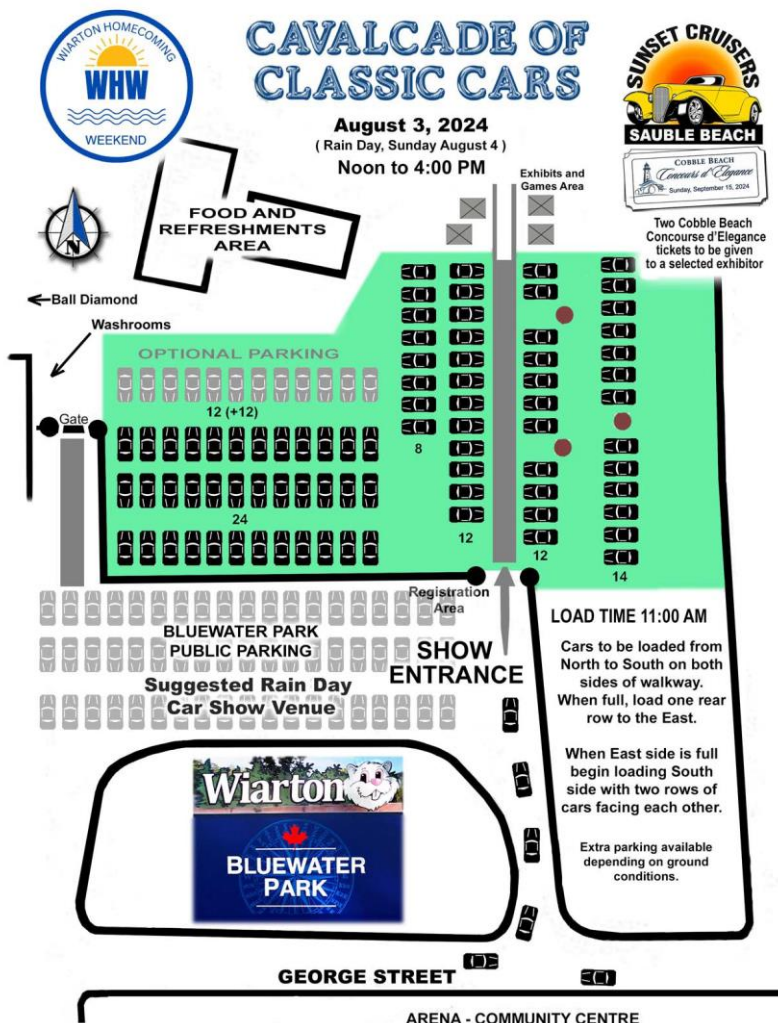 WIARTON HOMECOMING
WHW
WEEKEND
CAVALCADE OF
CLASSIC CARS
August 3, 2024
( Rain Day, Sunday August 4 )
Noon to 4:00 PM
SUNSET CRUISERS
SAUBLE BEACH
COBBLE BEACH
Concours d'Elegance
Sunday, September 15, 2024
Two Cobble Beach
Concourse d'Elegance
tickets to be given
to a selected exhibitor
Exhibits and
Games Area
FOOD AND
REFRESHMENTS
AREA
N
Ball Diamond
Washrooms
OPTIONAL PARKING
12 (+12)
Gate
8
24
12
12
14
Registration
Area
BLUEWATER PARK
PUBLIC PARKING
SHOW
ENTRANCE
Suggested Rain Day
Car Show Venue
LOAD TIME 11:00 AM
Cars to be loaded from
North to South on both
sides of walkway.
When full, load one rear
row to the East.
When East side is full
begin loading South
side with two rows of
cars facing each other.
Extra parking available
depending on ground
conditions.
Wiarton
BLUEWATER
PARK
GEORGE STREET
ARENA - COMMUNITY CENTRE